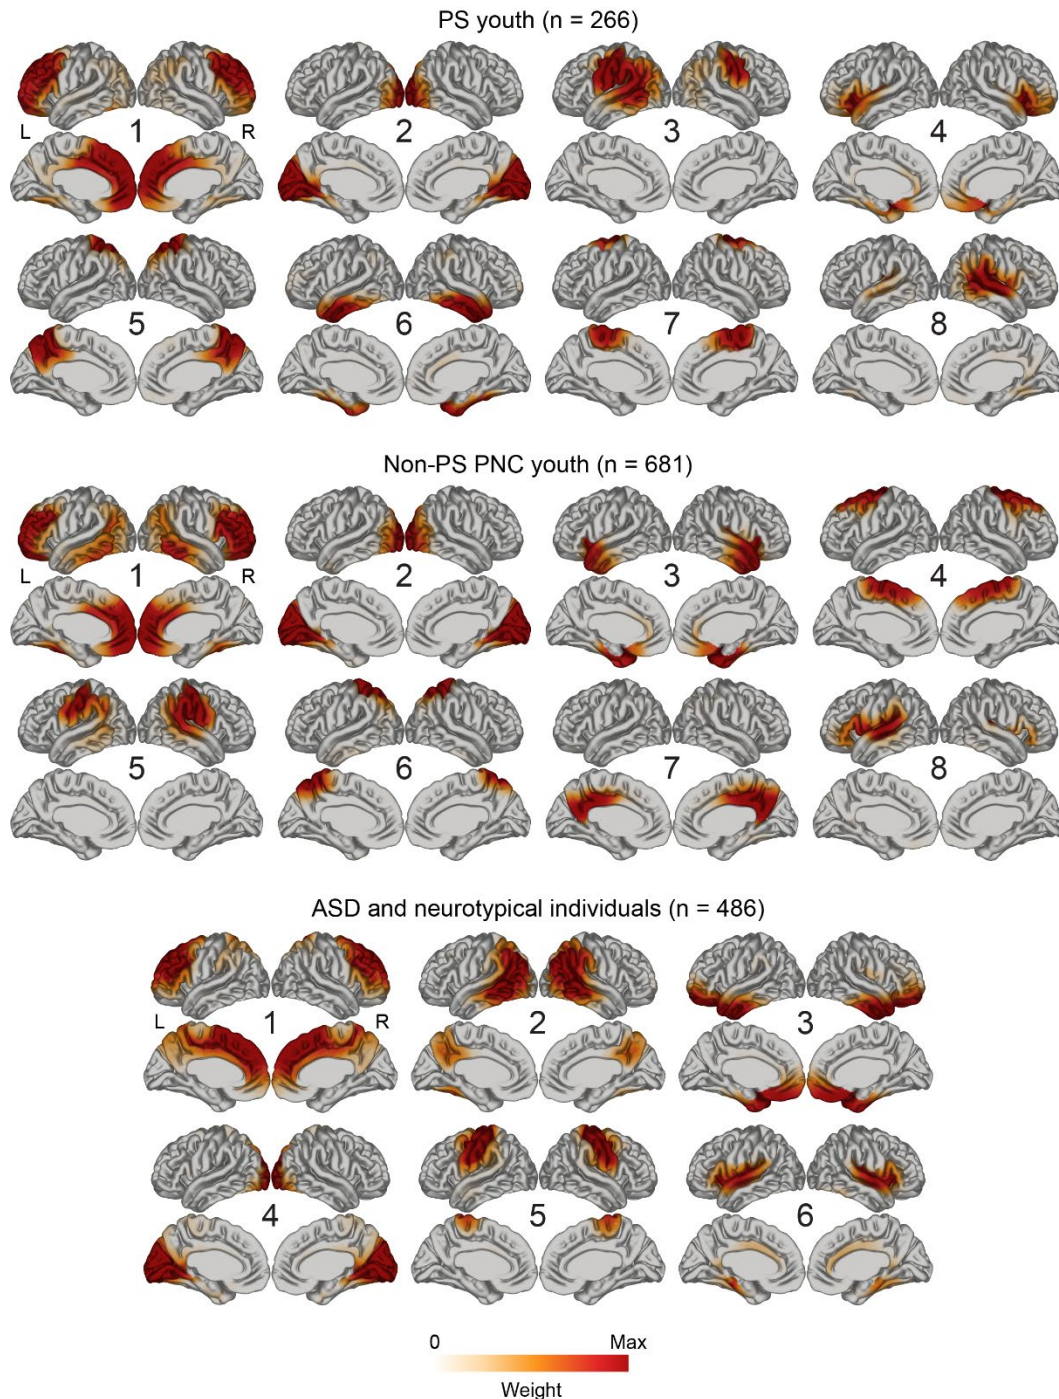 PS youth (n = 266)
1 2 3 4
L R
5 6 7 8
Non-PS PNC youth (n = 681)
1 2 3 4
L R
5 6 7 8
ASD and neurotypical individuals (n = 486)
1 2 3
L R
4 5 6
0 Max
Weight